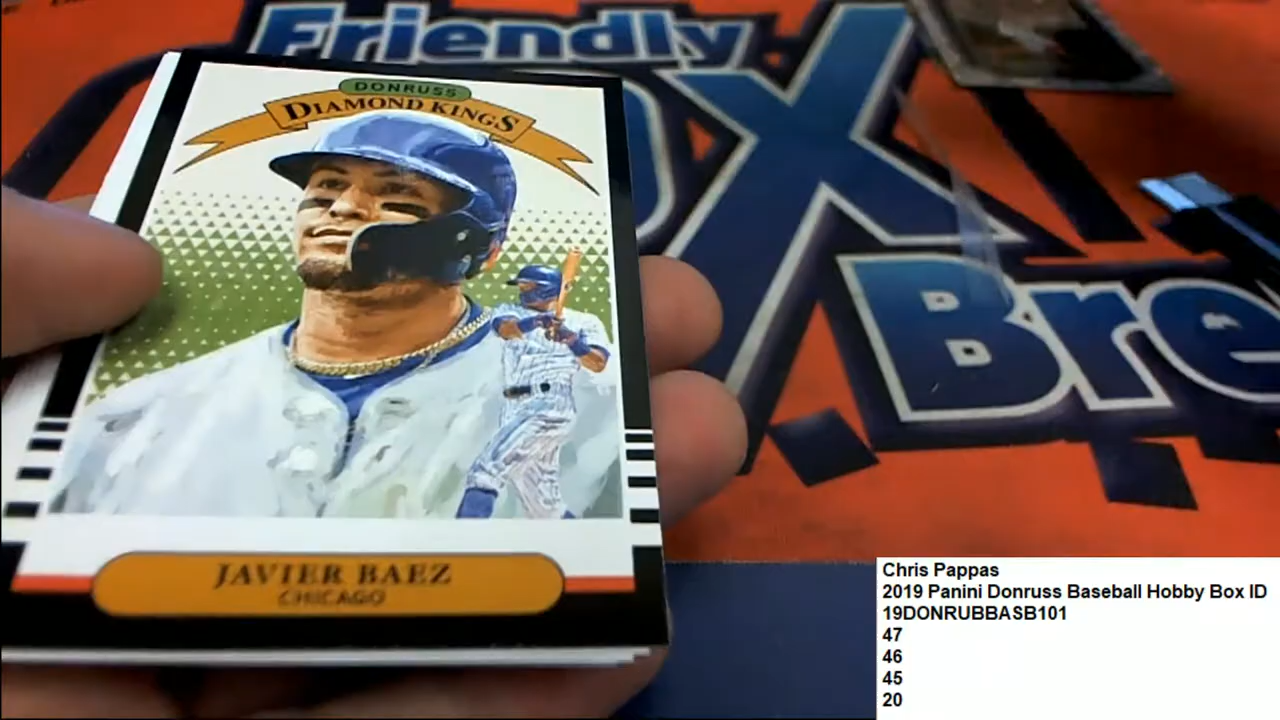 Friendly
BOX
Bre
DONRUSS
DIAMOND KINGS
JAVIER BAEZ
CHICAGO
Chris Pappas
2019 Panini Donruss Baseball Hobby Box ID
19DONRUBBASB101
47
46
45
20